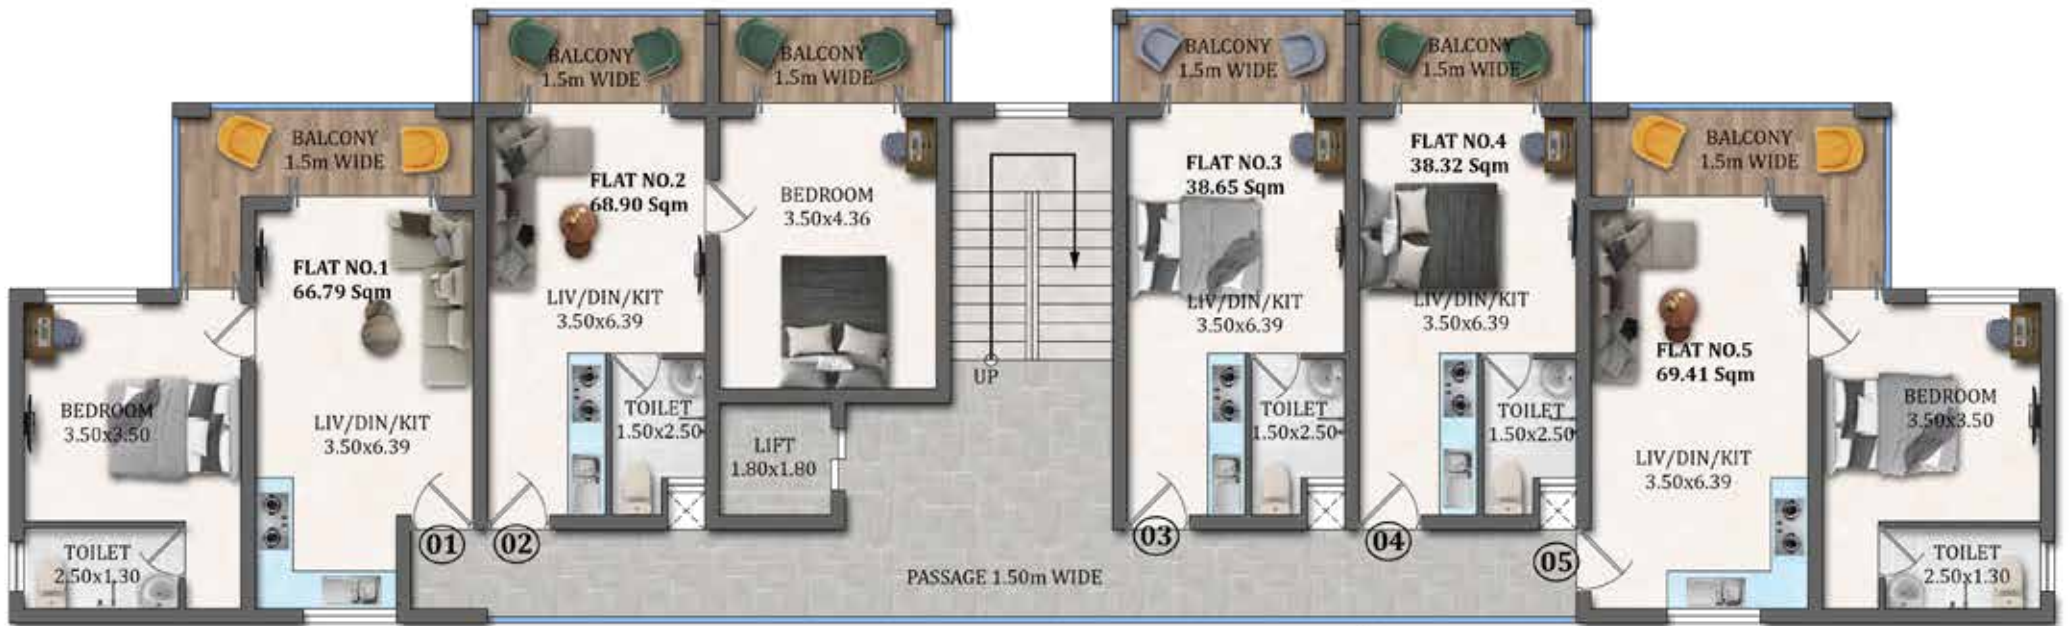 BALCONY
1.5m WIDE
FLAT NO.1
66.79 Sqm
BEDROOM
3.50x3.50
LIV/DIN/KIT
3.50x6.39
TOILET
2.50x1.30
01
BALCONY
1.5m WIDE
BALCONY
1.5m WIDE
FLAT NO.2
68.90 Sqm
BEDROOM
3.50x4.36
LIV/DIN/KIT
3.50x6.39
TOILET
1.50x2.50
02
LIFT
1.80x1.80
UP
PASSAGE 1.50m WIDE
BALCONY
1.5m WIDE
FLAT NO.3
38.65 Sqm
LIV/DIN/KIT
3.50x6.39
TOILET
1.50x2.50
03
BALCONY
1.5m WIDE
FLAT NO.4
38.32 Sqm
LIV/DIN/KIT
3.50x6.39
TOILET
1.50x2.50
04
BALCONY
1.5m WIDE
FLAT NO.5
69.41 Sqm
BEDROOM
3.50x3.50
LIV/DIN/KIT
3.50x6.39
TOILET
2.50x1.30
05